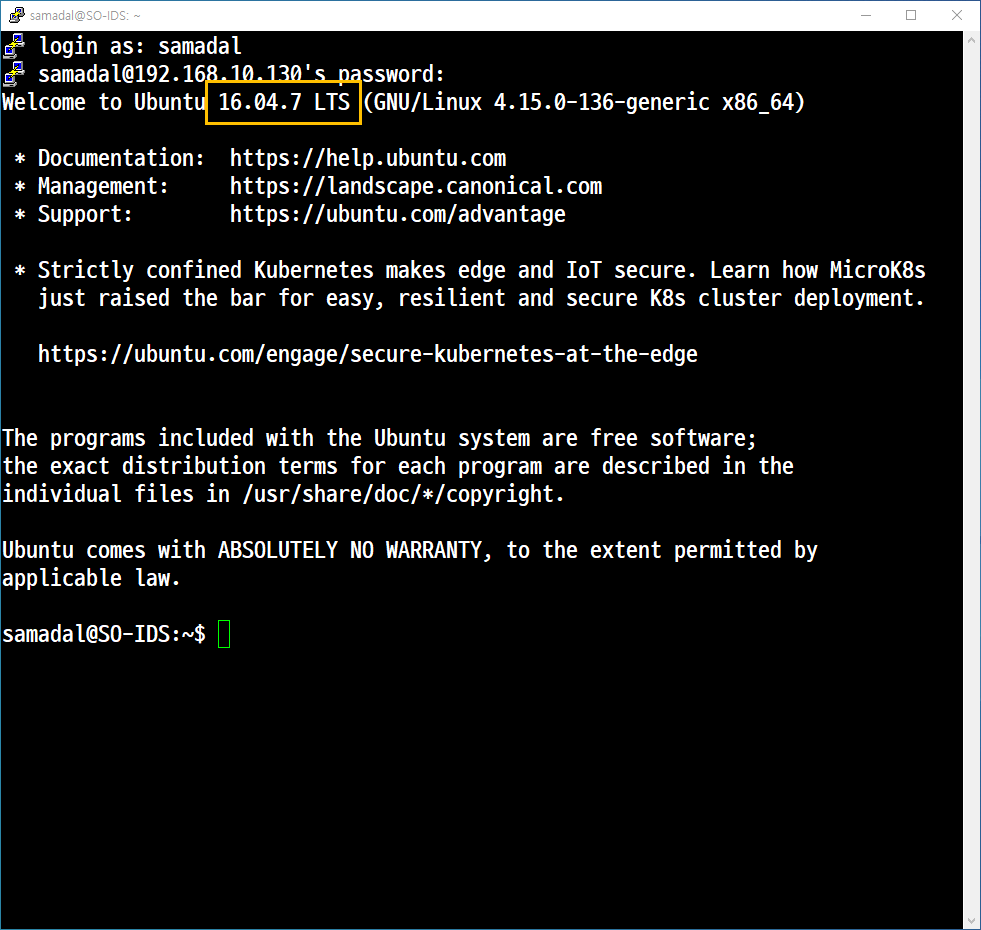 samadal@SO-IDS: ~
login as: samadal
samadal@192.168.10.130's password:
Welcome to Ubuntu 16.04.7 LTS (GNU/Linux 4.15.0-136-generic x86_64)
* Documentation:  https://help.ubuntu.com
* Management:     https://landscape.canonical.com
* Support:        https://ubuntu.com/advantage
* Strictly confined Kubernetes makes edge and IoT secure. Learn how MicroK8s
just raised the bar for easy, resilient and secure K8s cluster deployment.
https://ubuntu.com/engage/secure-kubernetes-at-the-edge
The programs included with the Ubuntu system are free software;
the exact distribution terms for each program are described in the
individual files in /usr/share/doc/*/copyright.
Ubuntu comes with ABSOLUTELY NO WARRANTY, to the extent permitted by
applicable law.
samadal@SO-IDS:~$